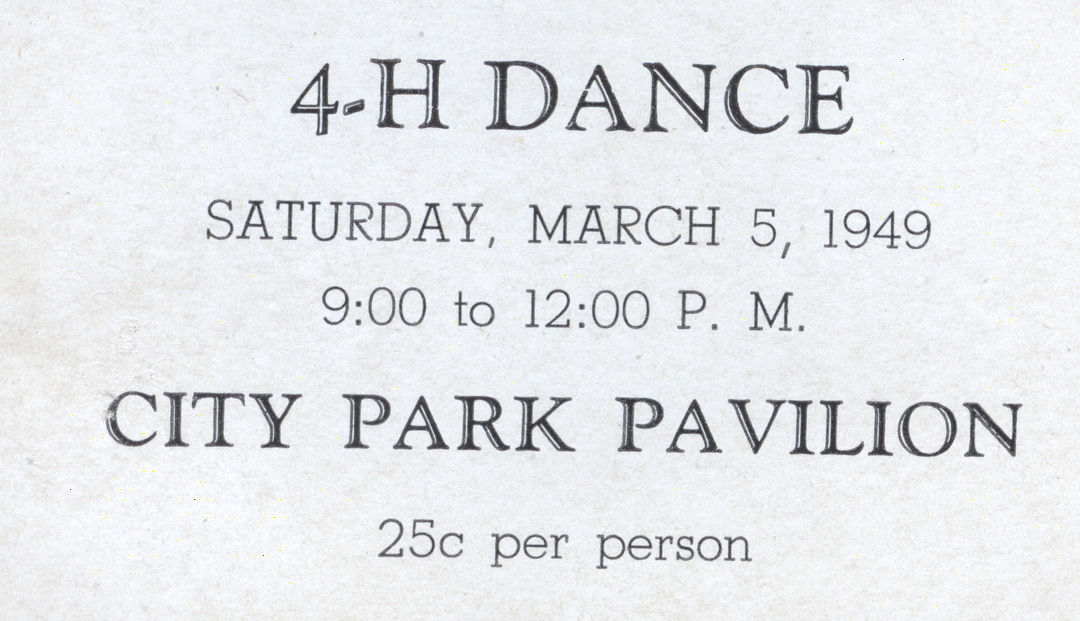 4-H DANCE
SATURDAY, MARCH 5, 1949
9:00 to 12:00 P. M.
CITY PARK PAVILION
25c per person